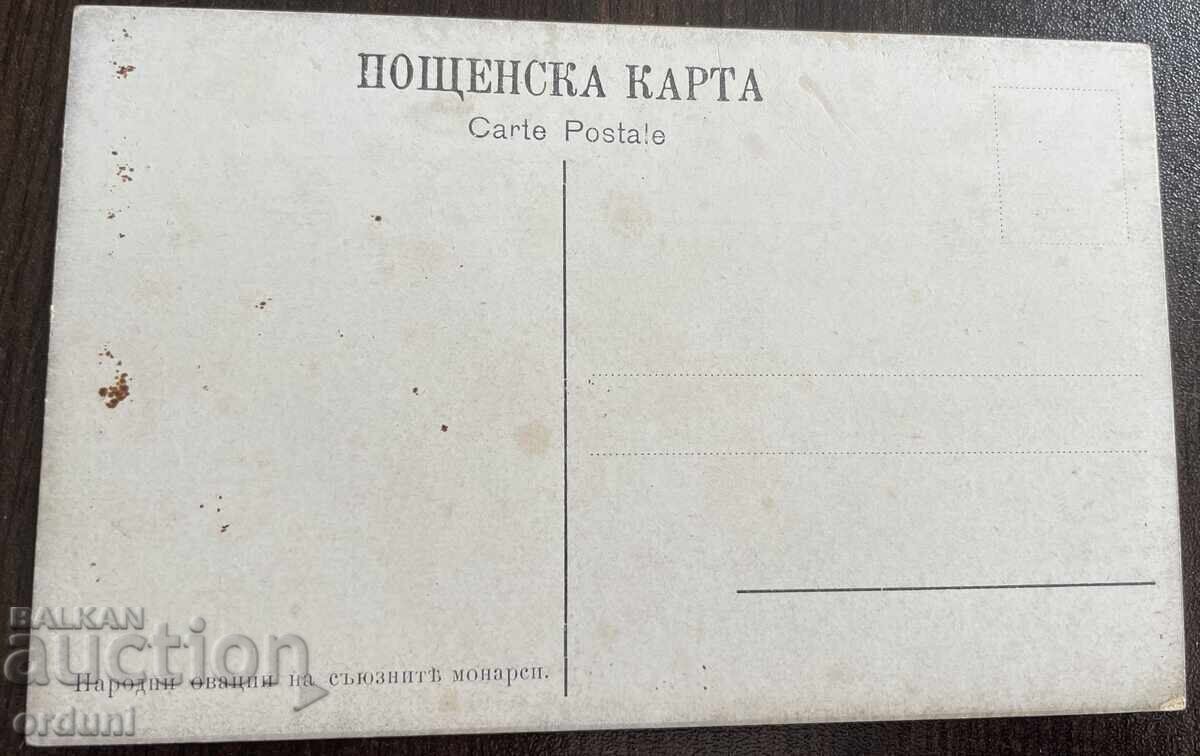 ПОЩЕНСКА КАРТА
Carte Postale
Народни овации на съюзнитѣ монарси.
BALKAN
auction
orduni